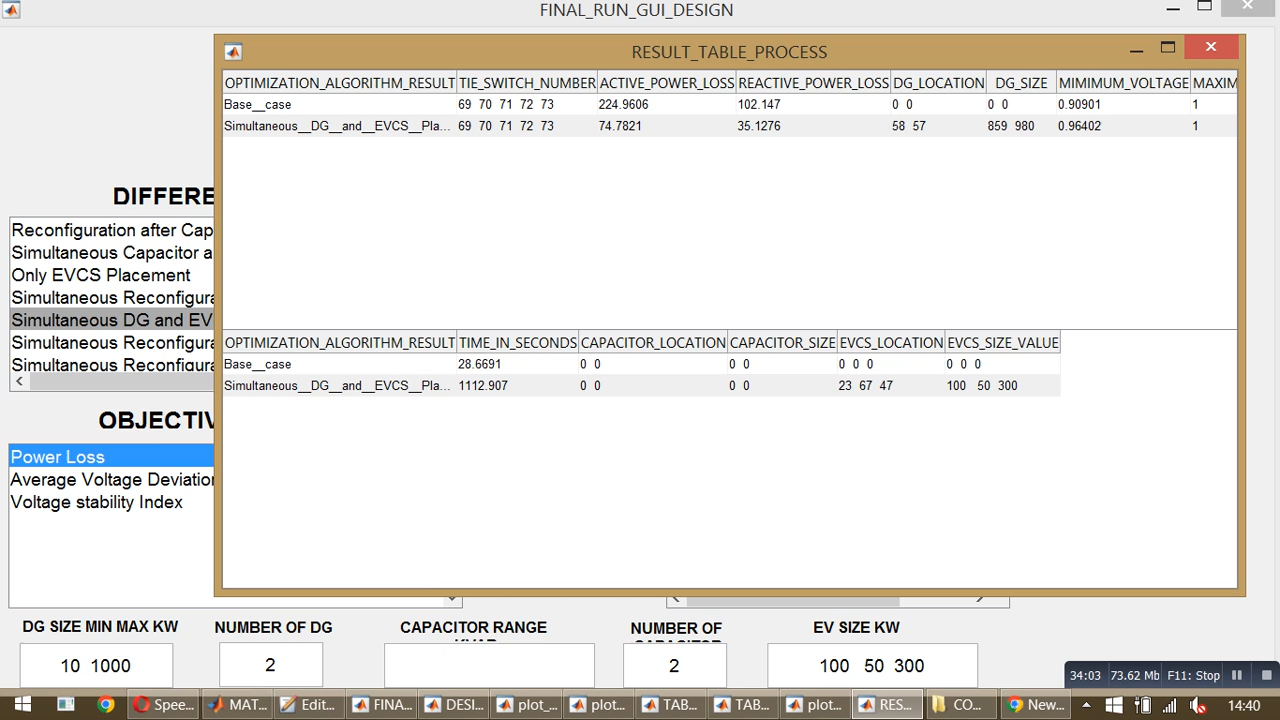 FINAL_RUN_GUI_DESIGN
RESULT_TABLE_PROCESS
OPTIMIZATION_ALGORITHM_RESULT TIE_SWITCH_NUMBER ACTIVE_POWER_LOSS REACTIVE_POWER_LOSS DG_LOCATION DG_SIZE MINIMUM_VOLTAGE MAXIM
Base__case 69 70 71 72 73 224.9606 102.147 0 0 0 0 0.90901 1
Simultaneous__DG__and__EVCS__Pla... 69 70 71 72 73 74.7821 35.1276 58 57 859 980 0.96402 1
DIFFERE
Reconfiguration after Cap
Simultaneous Capacitor a
Only EVCS Placement
Simultaneous Reconfigura
Simultaneous DG and EV
Simultaneous Reconfigura
Simultaneous Reconfigura
OPTIMIZATION_ALGORITHM_RESULT TIME_IN_SECONDS CAPACITOR_LOCATION CAPACITOR_SIZE EVCS_LOCATION EVCS_SIZE_VALUE
Base__case 28.6691 0 0 0 0 0 0 0 0 0 0
Simultaneous__DG__and__EVCS__Pla... 1112.907 0 0 0 0 23 67 47 100 50 300
OBJECTIV
Power Loss
Average Voltage Deviation
Voltage stability Index
DG SIZE MIN MAX KW NUMBER OF DG CAPACITOR RANGE NUMBER OF EV SIZE KW
10 1000 2 2 100 50 300
34:03 73.62 Mb F11: Stop
Spee... MAT... Edit... FINA... DESI... plot_... plot... TAB... TAB... plot... RES... CO... New... 14:40